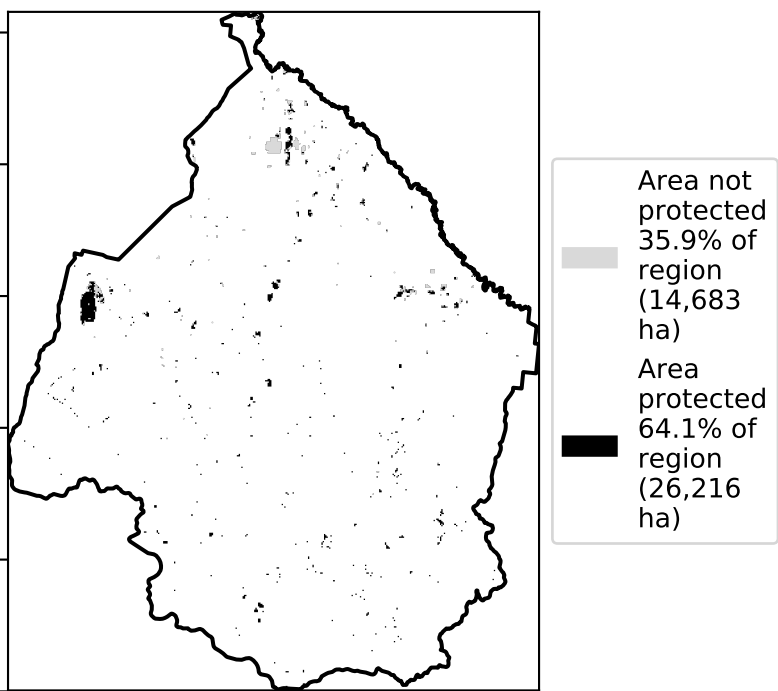 Area not
protected
35.9% of
region
(14,683
ha)
Area
protected
64.1% of
region
(26,216
ha)